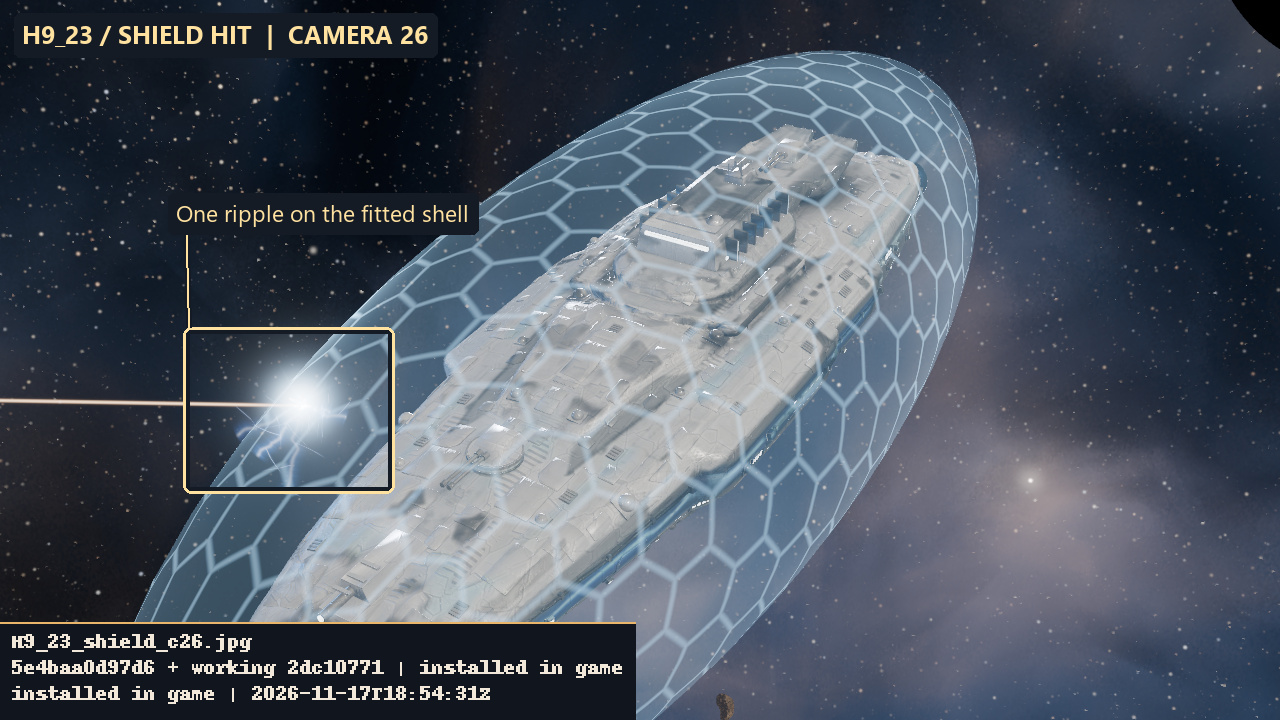 H9_23 / SHIELD HIT | CAMERA 26
One ripple on the fitted shell
H9_23_shield_c26.jpg
5e4baa0d97d6 + working 2dc10771 | installed in game
installed in game | 2026-11-17T18:54:31Z